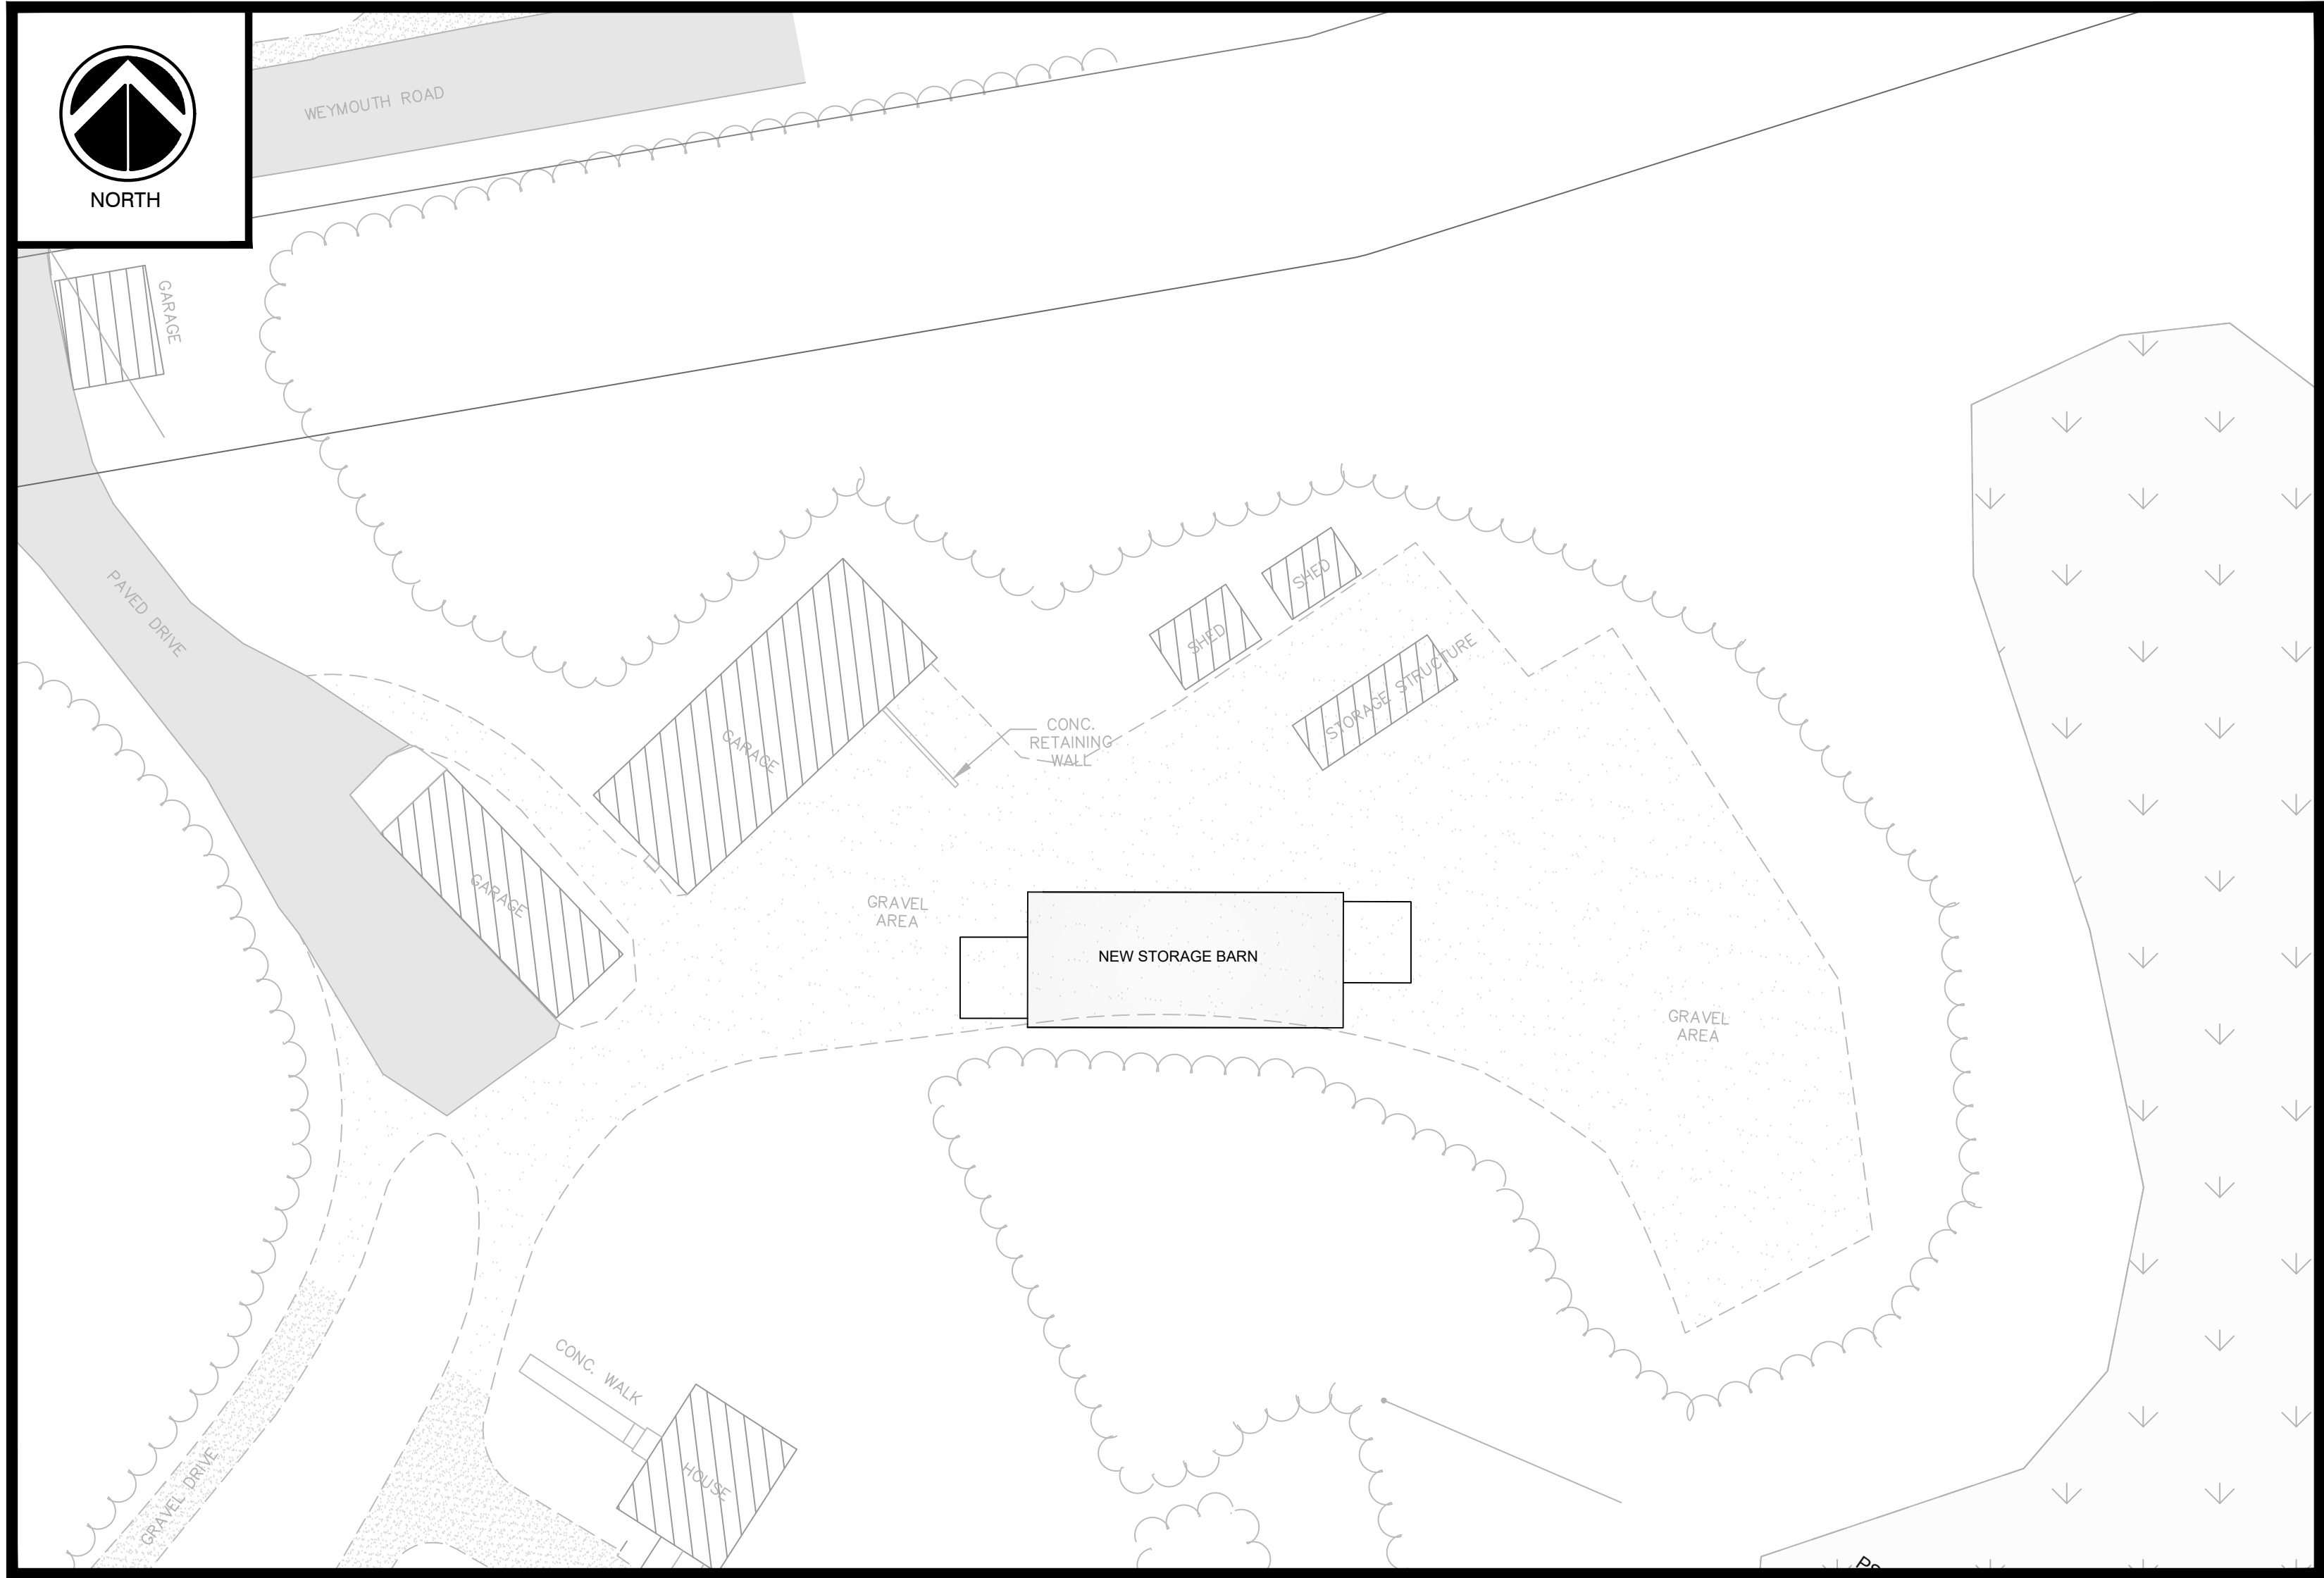 NORTH
WEYMOUTH ROAD
GARAGE
PAVED DRIVE
SHED
SHED
STORAGE STRUCTURE
CONC.
RETAINING
WALL
GARAGE
GARAGE
GRAVEL
AREA
NEW STORAGE BARN
GRAVEL
AREA
CONC. WALK
HOUSE
GRAVEL DRIVE